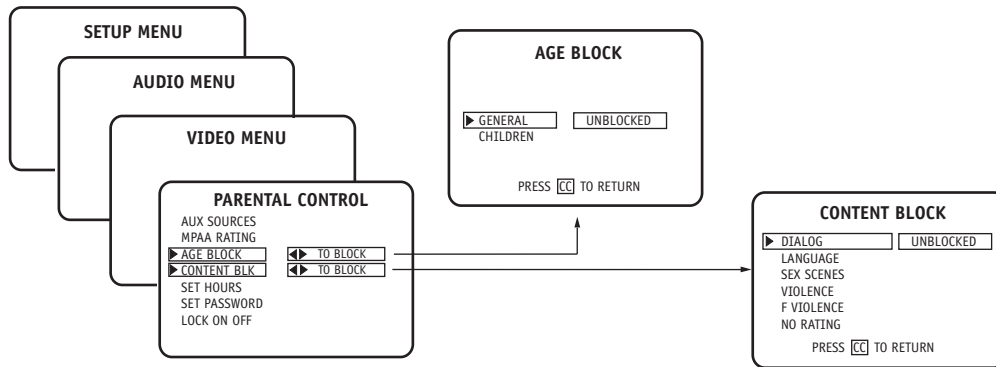 SETUP MENU
AUDIO MENU
VIDEO MENU
PARENTAL CONTROL
AUX SOURCES
MPAA RATING
AGE BLOCK TO BLOCK
CONTENT BLK TO BLOCK
SET HOURS
SET PASSWORD
LOCK ON OFF
AGE BLOCK
GENERAL UNBLOCKED
CHILDREN
PRESS CC TO RETURN
CONTENT BLOCK
DIALOG UNBLOCKED
LANGUAGE
SEX SCENES
VIOLENCE
F VIOLENCE
NO RATING
PRESS CC TO RETURN